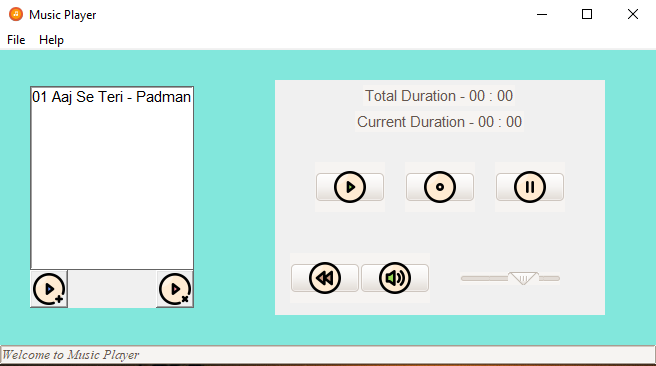 Music Player
File Help
01 Aaj Se Teri - Padman
Total Duration - 00 : 00
Current Duration - 00 : 00
Welcome to Music Player